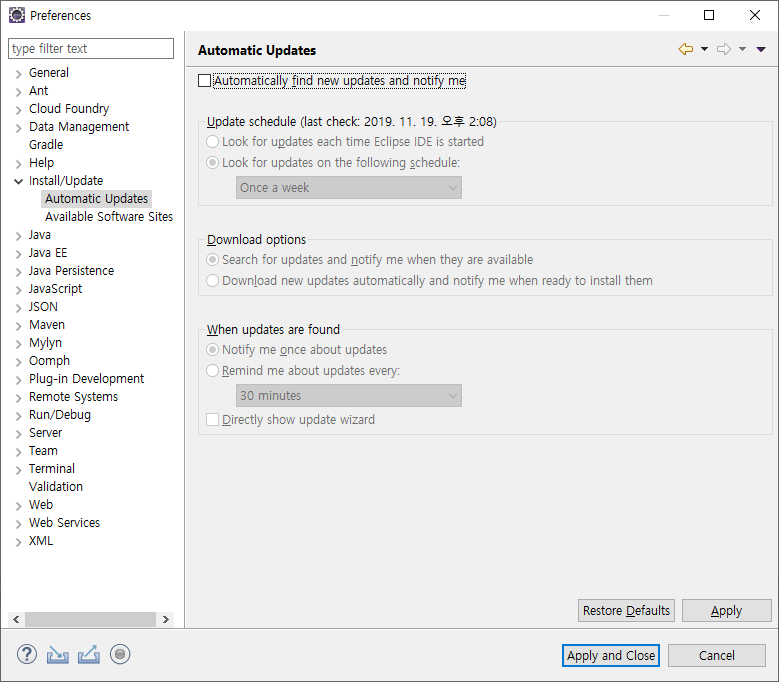 Preferences
type filter text
General
Ant
Cloud Foundry
Data Management
Gradle
Help
Install/Update
Automatic Updates
Available Software Sites
Java
Java EE
Java Persistence
JavaScript
JSON
Maven
Mylyn
Oomph
Plug-in Development
Remote Systems
Run/Debug
Server
Team
Terminal
Validation
Web
Web Services
XML
Automatic Updates
Automatically find new updates and notify me
Update schedule (last check: 2019. 11. 19. 오후 2:08)
Look for updates each time Eclipse IDE is started
Look for updates on the following schedule:
Once a week
Download options
Search for updates and notify me when they are available
Download new updates automatically and notify me when ready to install them
When updates are found
Notify me once about updates
Remind me about updates every:
30 minutes
Directly show update wizard
Restore Defaults
Apply
Apply and Close
Cancel